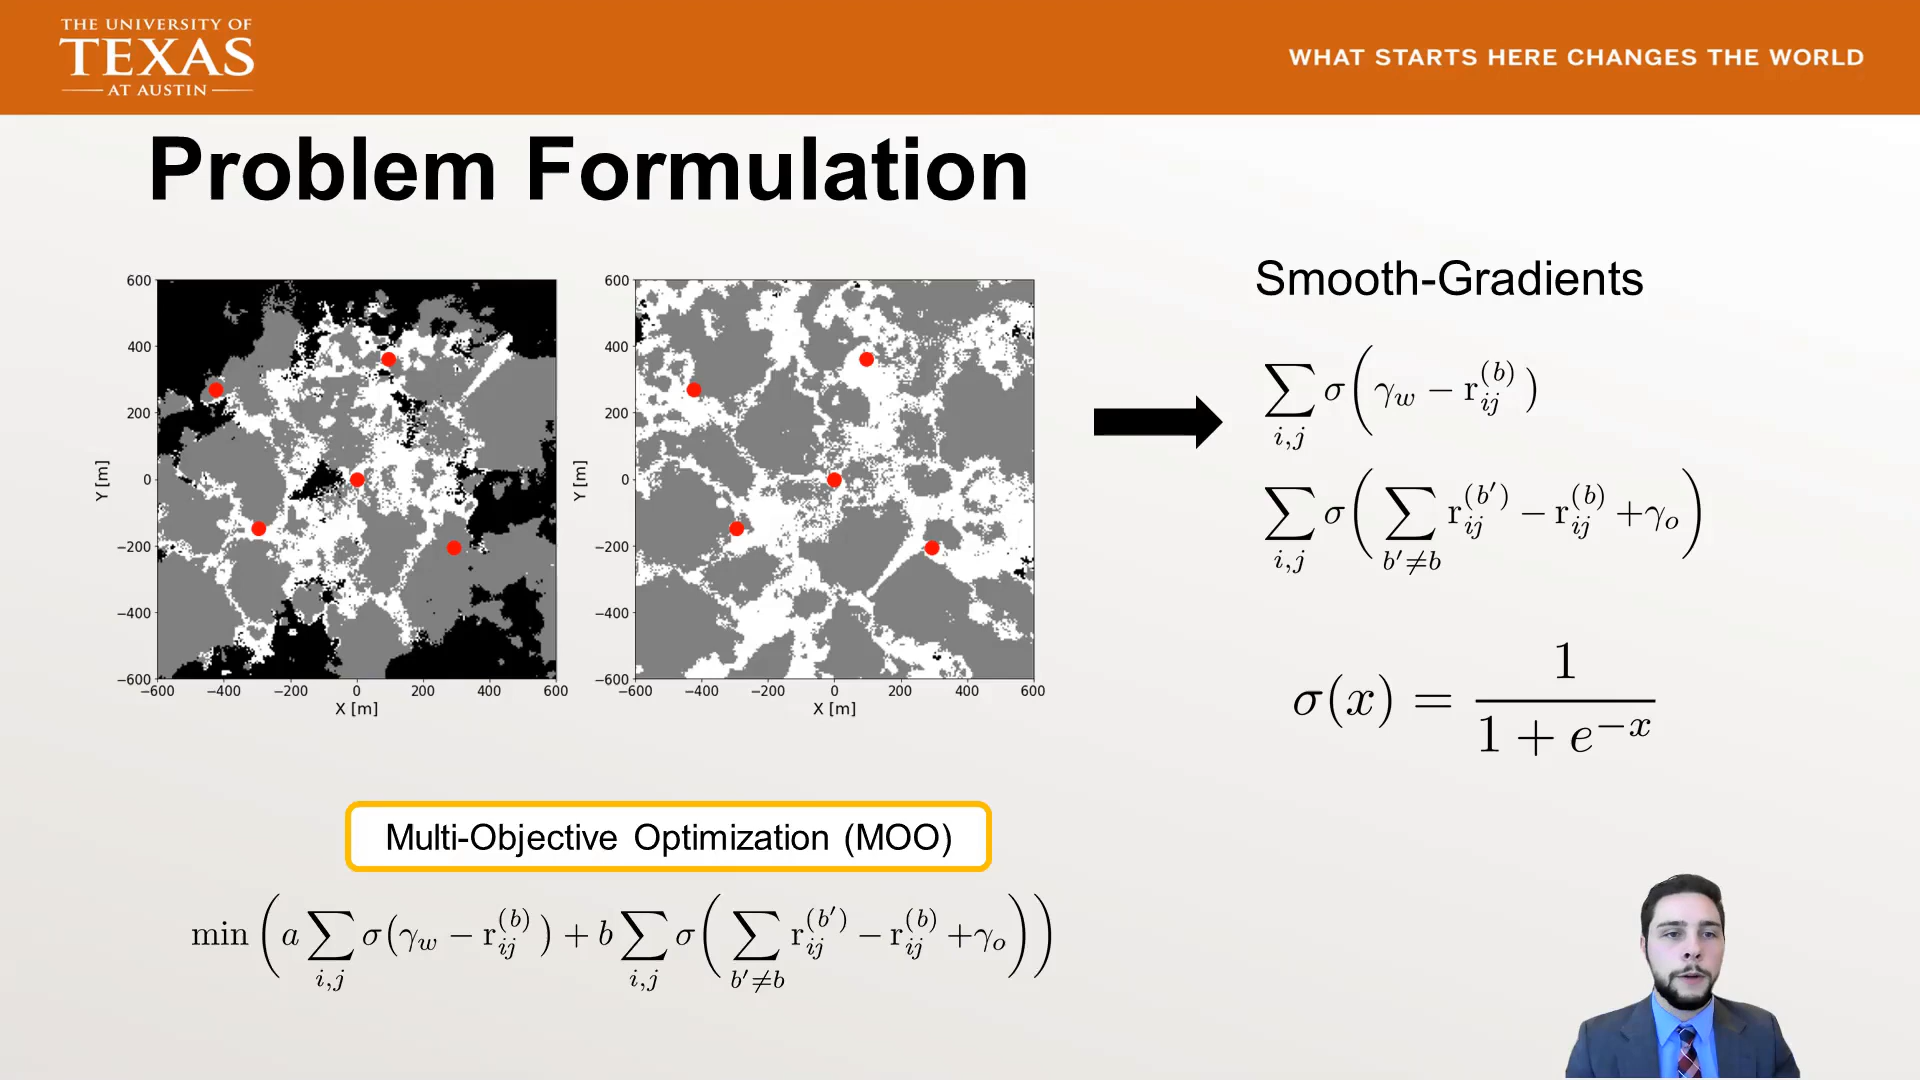 THE UNIVERSITY OF
TEXAS
AT AUSTIN
WHAT STARTS HERE CHANGES THE WORLD
Problem Formulation
600
400
200
0
−200
−400
−600
Y [m]
−600 −400 −200 0 200 400 600
X [m]
600
400
200
0
−200
−400
−600
Y [m]
−600 −400 −200 0 200 400 600
X [m]
Smooth-Gradients
∑_{i,j} σ(γ_w − r_{ij}^{(b)})
∑_{i,j} σ(∑_{b′≠b} r_{ij}^{(b′)} − r_{ij}^{(b)} +γ_o)
σ(x) = 1 / (1 + e^{−x})
Multi-Objective Optimization (MOO)
min (a ∑_{i,j} σ(γ_w − r_{ij}^{(b)}) + b ∑_{i,j} σ(∑_{b′≠b} r_{ij}^{(b′)} − r_{ij}^{(b)} +γ_o))